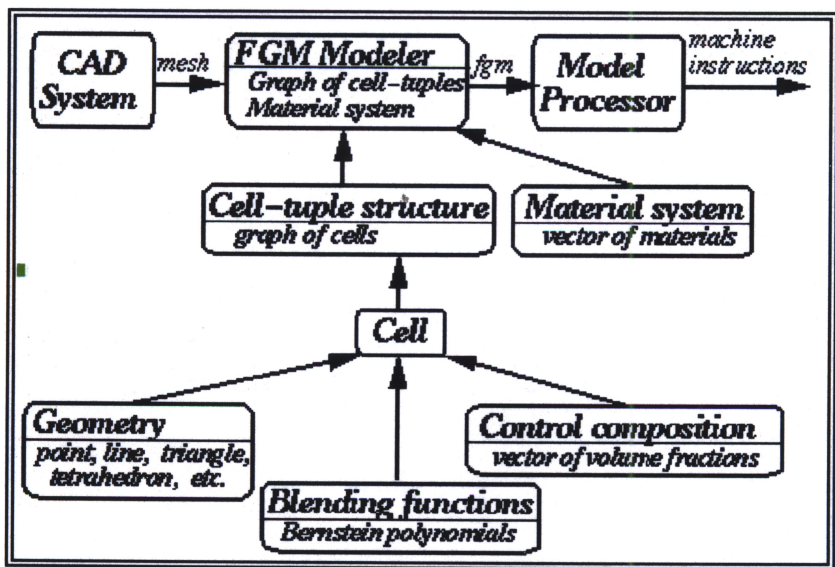 CAD
System
mesh
FGM Modeler
Graph of cell-tuples
Material system
fgm
Model
Processor
machine
instructions
Cell-tuple structure
graph of cells
Material system
vector of materials
Cell
Geometry
point, line, triangle,
tetrahedron, etc.
Control composition
vector of volume fractions
Blending functions
Bernstein polynomials